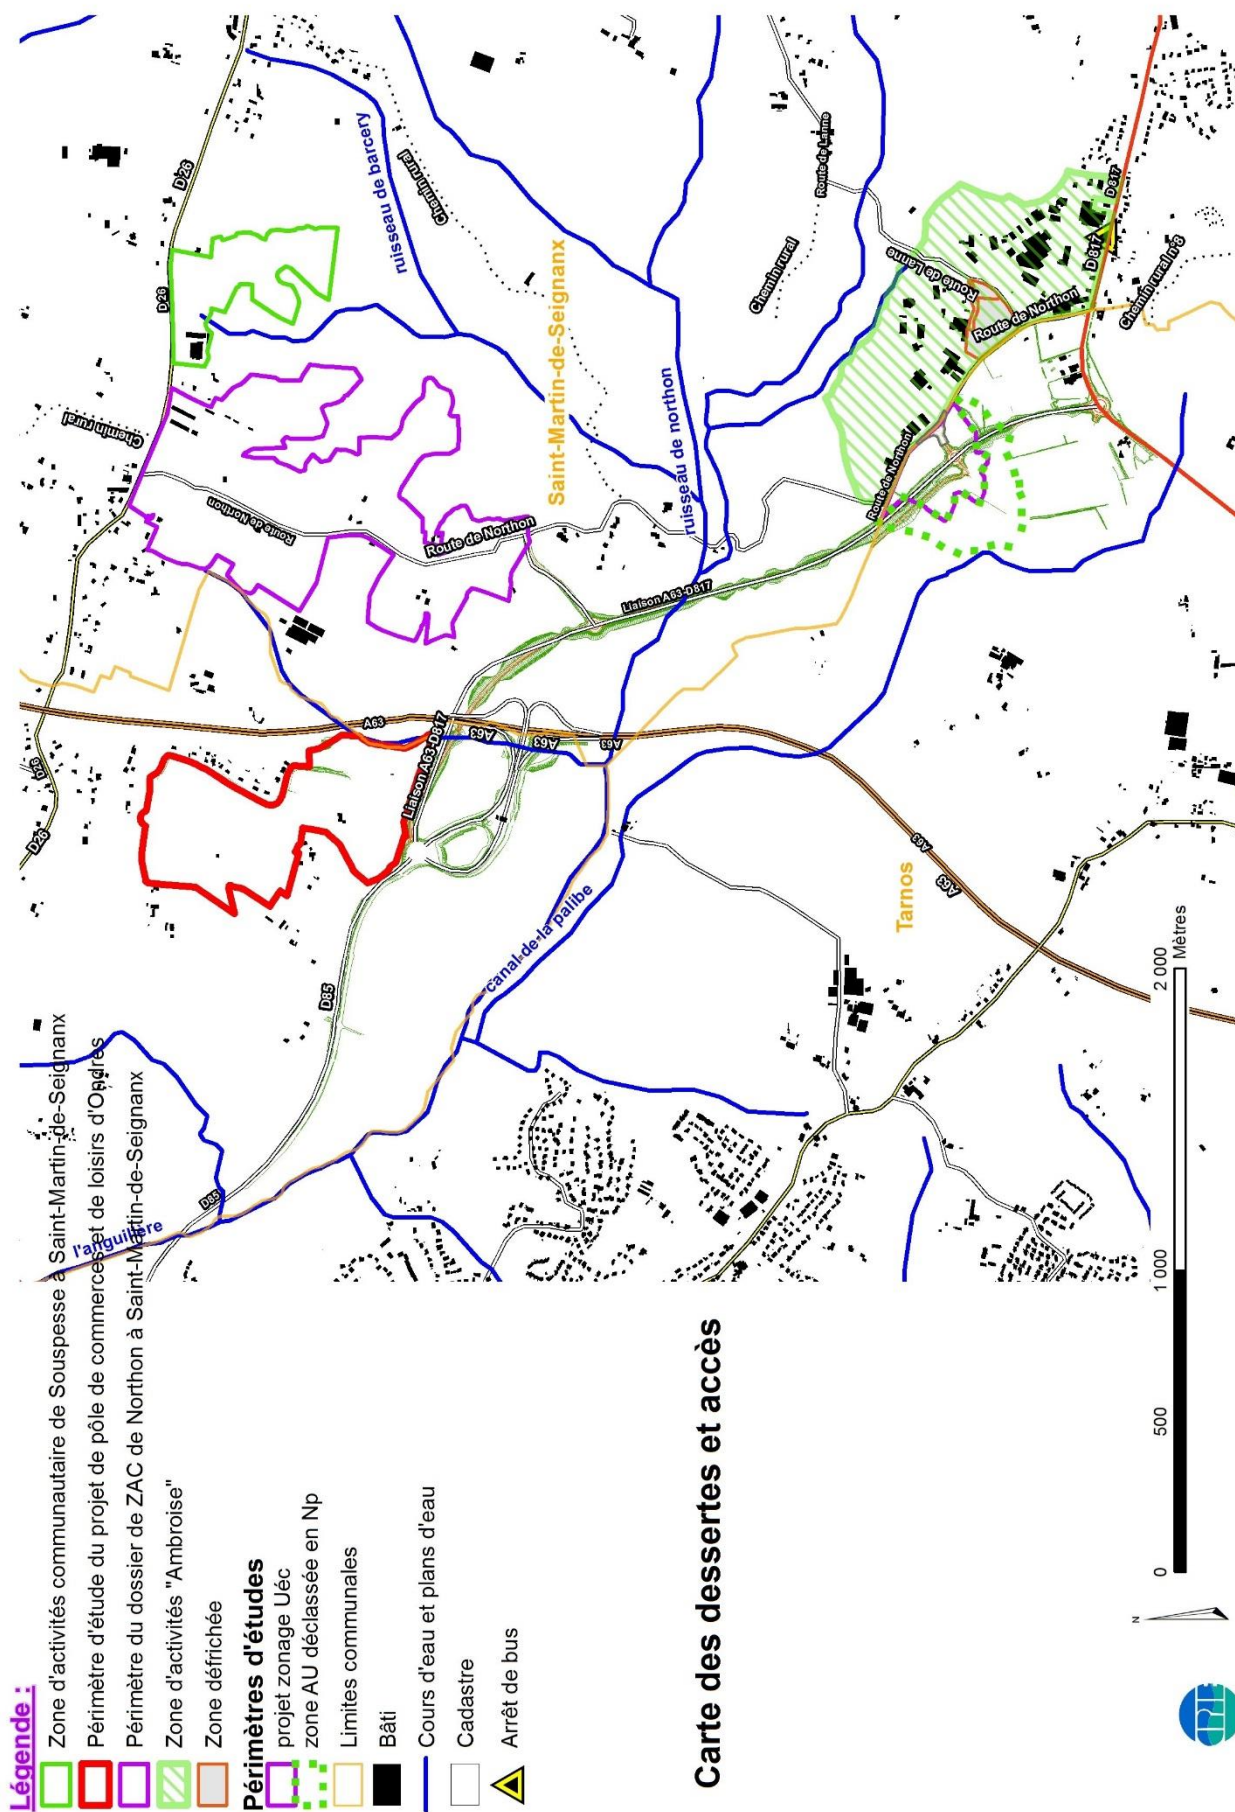 Légende :
Zone d'activités communautaire de Souspesse à Saint-Martin-de-Seignanx
Périmètre d'étude du projet de pôle de commerces et de loisirs d'Ondres
Périmètre du dossier de ZAC de Northon à Saint-Martin-de-Seignanx
Zone d'activités "Ambroise"
Zone défrichée
Périmètres d'études
projet zonage Uéc
zone AU déclassée en Np
Limites communales
Bâti
Cours d'eau et plans d'eau
Cadastre
Arrêt de bus
Carte des dessertes et accès
N
0
500
1 000
2 000
Mètres
D26
D26
D26
D26
D26
Chemin rural
Route de Northon
Route de Northon
ruisseau de barcery
Chemin rural
Saint-Martin-de-Seignanx
ruisseau de northon
Chemin rural
Route de Lanne
Route de Lanne
Route de Northon
Route de Northon
D 817
D 817
Chemin rural n°8
Liaison A63-D817
Liaison A63-D817
A63
A63
A63
A63
A63
A63
D85
D85
l'anguillère
canal de la palibe
Tarnos